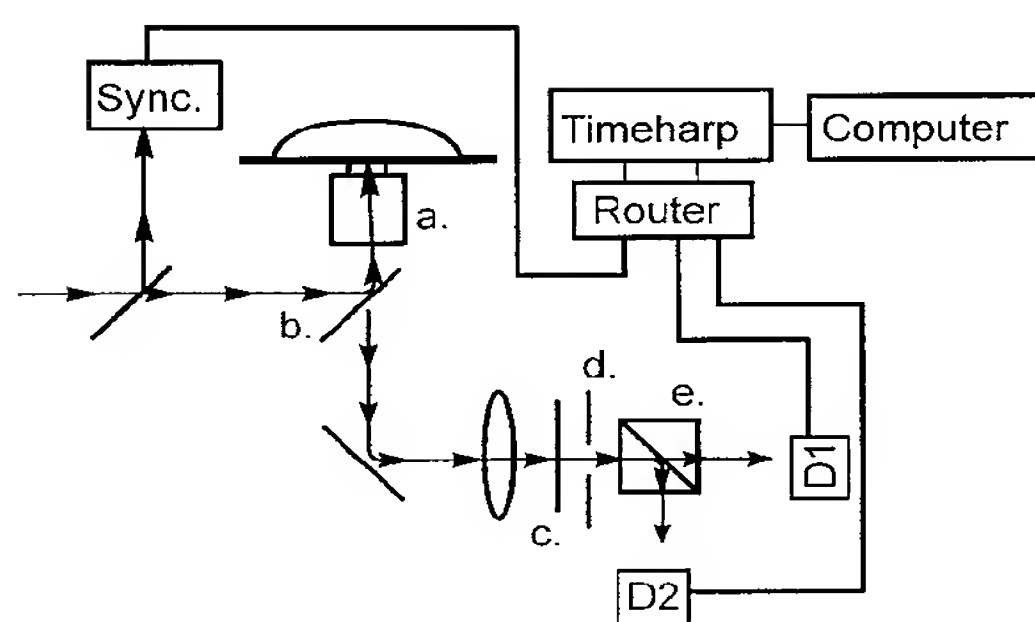 Sync.
Timeharp
Computer
Router
a.
b.
d.
e.
c.
D1
D2